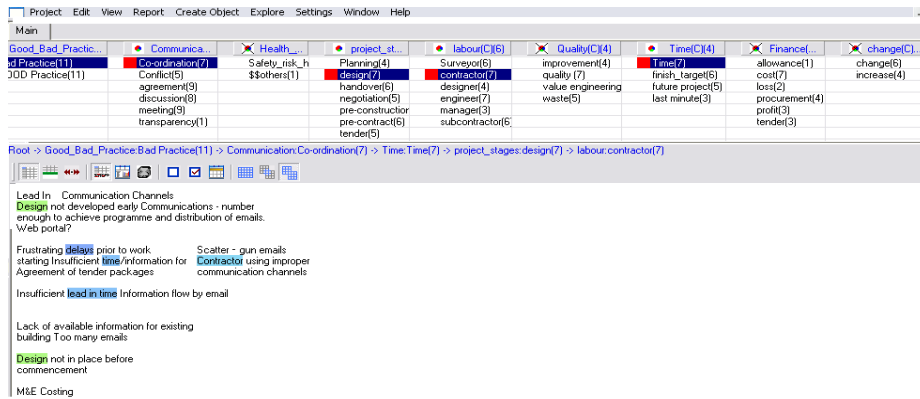 Project Edit View Report Create Object Explore Settings Window Help
Main
Good_Bad_Practic... Communica... Health_... project_st... labour(C)(6) Quality(C)(4) Time(C)(4) Finance(... change(C)...
ad Practice(11) Co-ordination(7) Safety_risk_h Planning(4) Surveyor(6) improvement(4) Time(7) allowance(1) change(6)
OOD Practice(11) Conflict(5) $$others(1) design(7) contractor(7) quality (7) finish_target(6) cost(7) increase(4)
agreement(9) handover(6) designer(4) value engineering future project(5) loss(2)
discussion(8) negotiation(5) engineer(7) waste(5) last minute(3) procurement(4)
meeting(9) pre-construction manager(3) profit(3)
transparency(1) pre-contract(6) subcontractor(6) tender(3)
tender(5)
Root -> Good_Bad_Practice:Bad Practice(11) -> Communication:Co-ordination(7) -> Time:Time(7) -> project_stages:design(7) -> labour:contractor(7)
Lead In Communication Channels
Design not developed early Communications - number
enough to achieve programme and distribution of emails.
Web portal?
Frustrating delays prior to work Scatter - gun emails
starting Insufficient time/information for Contractor using improper
Agreement of tender packages communication channels
Insufficient lead in time Information flow by email
Lack of available information for existing
building Too many emails
Design not in place before
commencement
M&E Costing